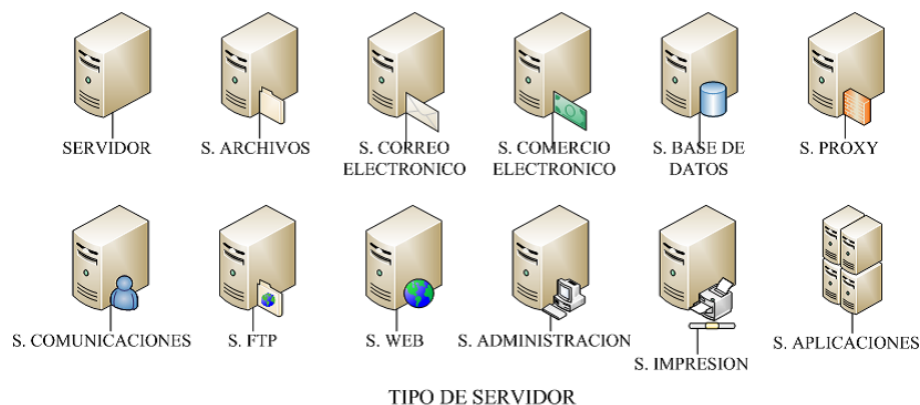 SERVIDOR
S. ARCHIVOS
S. CORREO
ELECTRONICO
S. COMERCIO
ELECTRONICO
S. BASE DE
DATOS
S. PROXY
S. COMUNICACIONES
S. FTP
S. WEB
S. ADMINISTRACION
S. IMPRESION
S. APLICACIONES
TIPO DE SERVIDOR